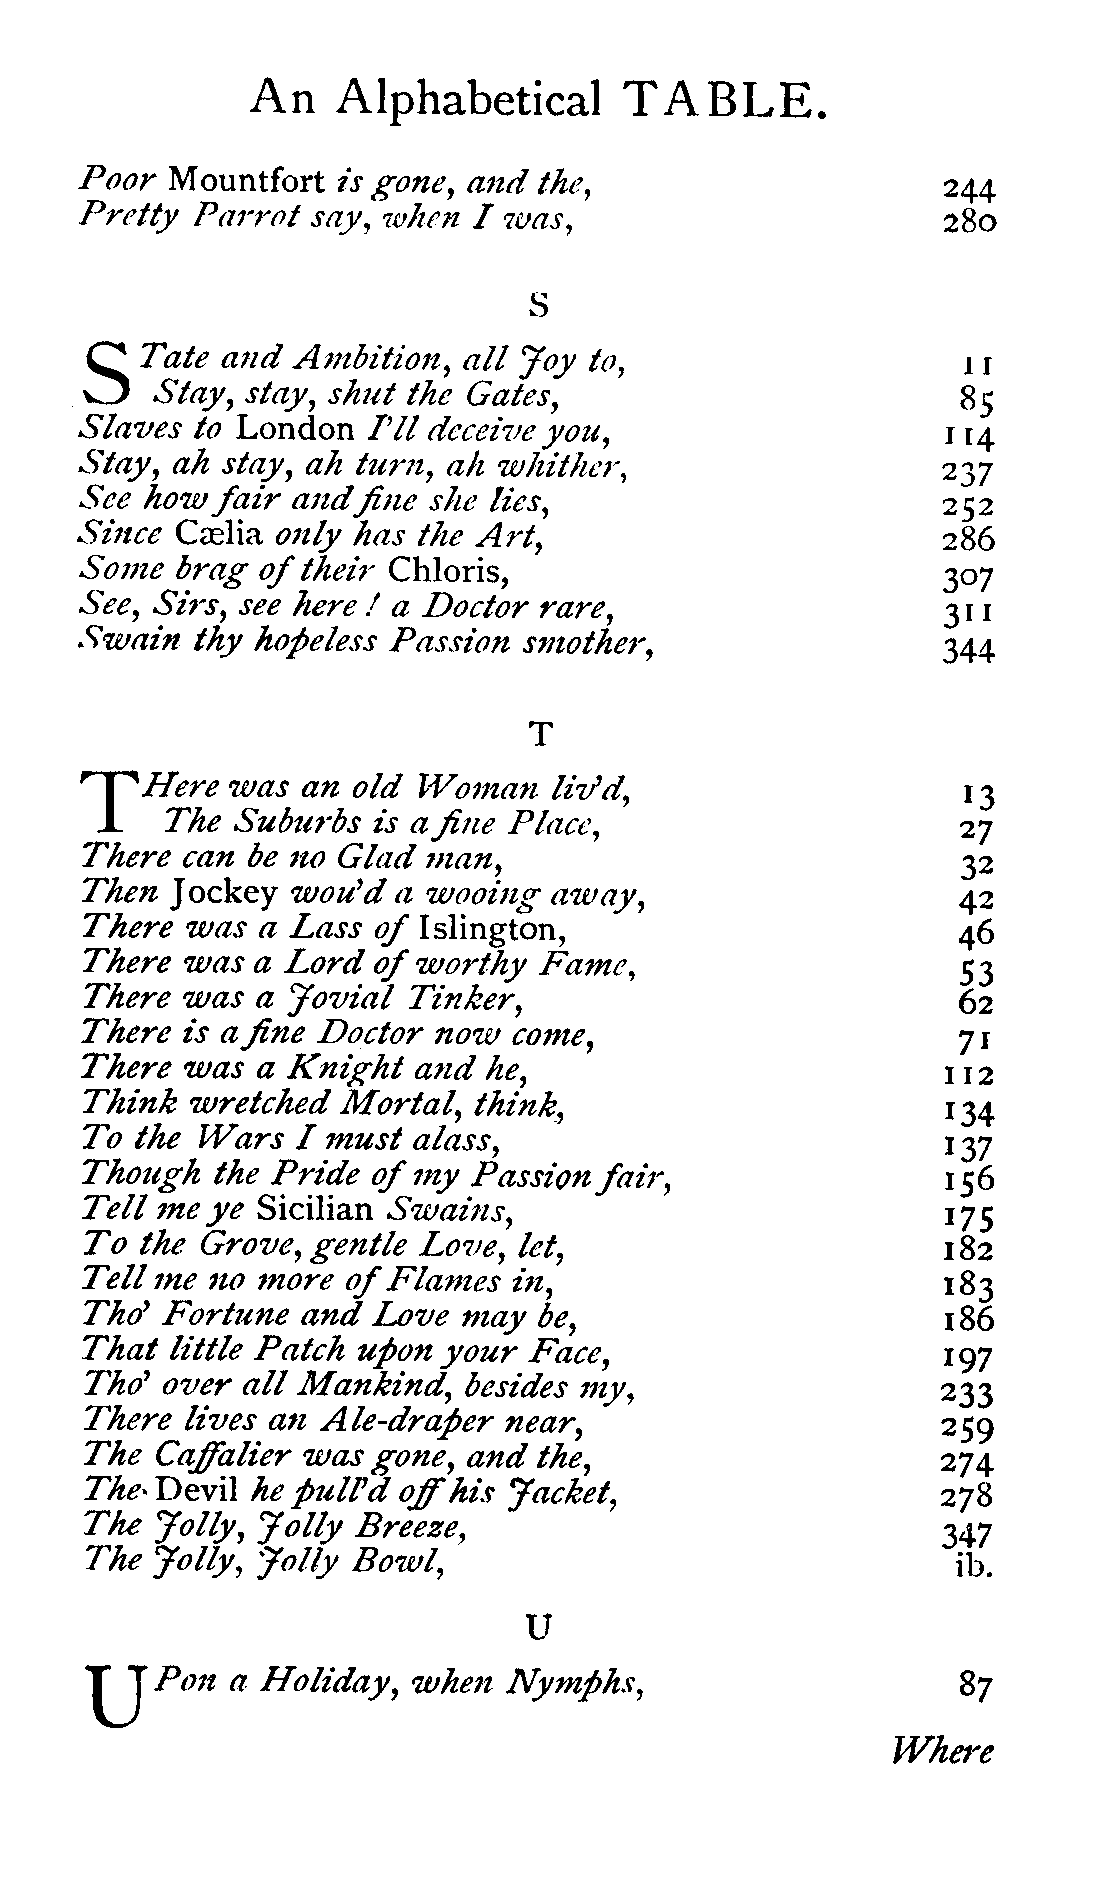 An Alphabetical TABLE.
Poor Mountfort is gone, and the, 244
Pretty Parrot say, when I was, 280
S
STate and Ambition, all Joy to, 11
Stay, stay, shut the Gates, 85
Slaves to London I'll deceive you, 114
Stay, ah stay, ah turn, ah whither, 237
See how fair and fine she lies, 252
Since Cælia only has the Art, 286
Some brag of their Chloris, 307
See, Sirs, see here! a Doctor rare, 311
Swain thy hopeless Passion smother, 344
T
THere was an old Woman liv'd, 13
The Suburbs is a fine Place, 27
There can be no Glad man, 32
Then Jockey wou'd a wooing away, 42
There was a Lass of Islington, 46
There was a Lord of worthy Fame, 53
There was a Jovial Tinker, 62
There is a fine Doctor now come, 71
There was a Knight and he, 112
Think wretched Mortal, think, 134
To the Wars I must alass, 137
Though the Pride of my Passion fair, 156
Tell me ye Sicilian Swains, 175
To the Grove, gentle Love, let, 182
Tell me no more of Flames in, 183
Tho' Fortune and Love may be, 186
That little Patch upon your Face, 197
Tho' over all Mankind, besides my, 233
There lives an Ale-draper near, 259
The Caffalier was gone, and the, 274
The Devil he pull'd off his Jacket, 278
The Jolly, Jolly Breeze, 347
The Jolly, Jolly Bowl, ib.
U
UPon a Holiday, when Nymphs, 87
Where